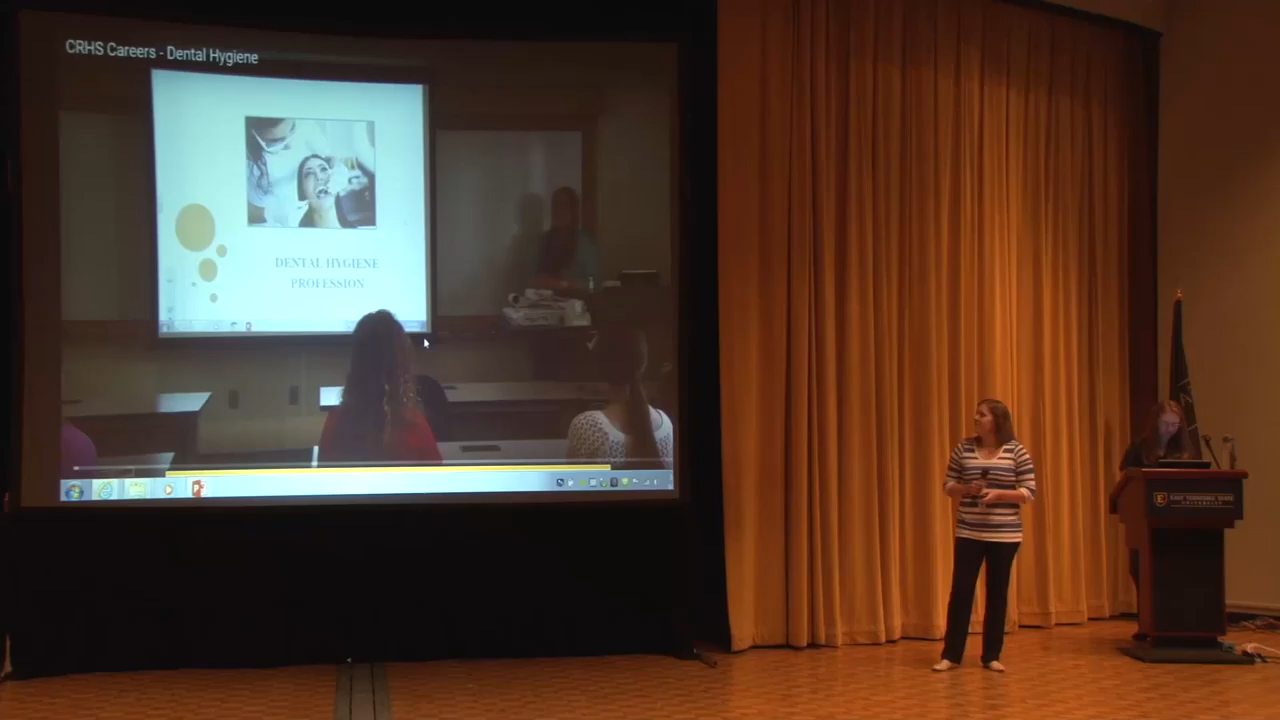 CRHS Careers - Dental Hygiene
DENTAL HYGIENE
PROFESSION
EAST TENNESSEE STATE
UNIVERSITY